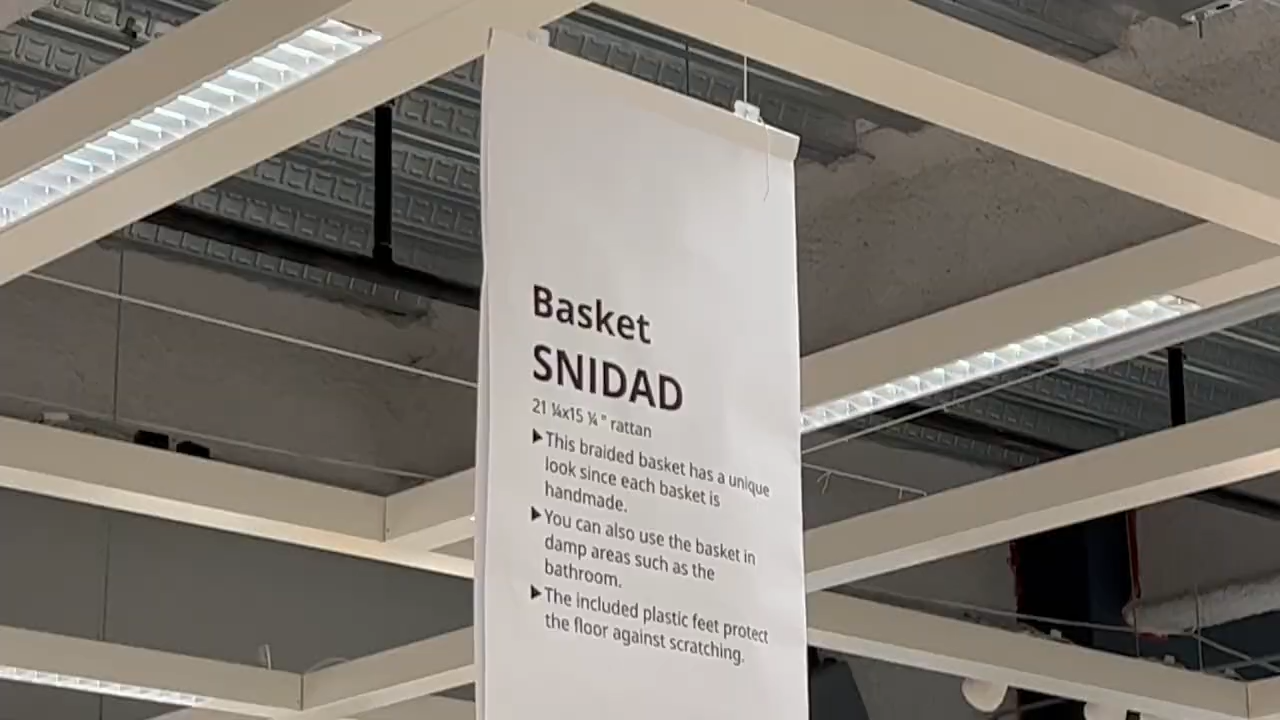 Basket
SNIDAD
21 ¼x15 ¼ " rattan
▶This braided basket has a unique
look since each basket is
handmade.
▶You can also use the basket in
damp areas such as the
bathroom.
▶The included plastic feet protect
the floor against scratching.